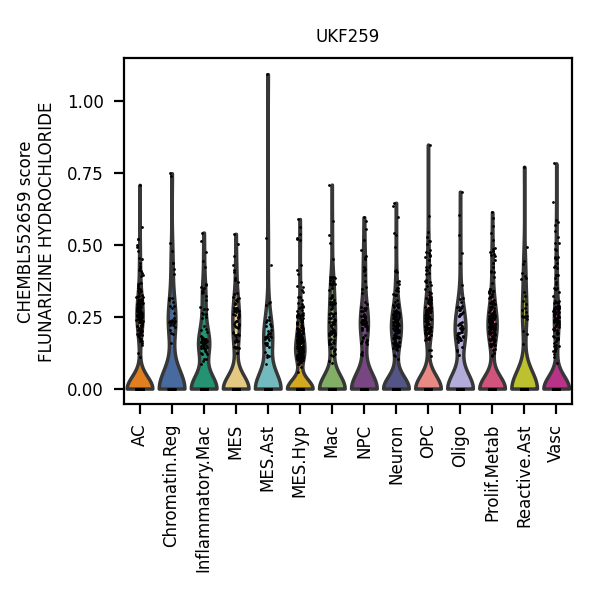 UKF259
CHEMBL552659 score
FLUNARIZINE HYDROCHLORIDE
1.00
0.75
0.50
0.25
0.00
AC
Chromatin.Reg
Inflammatory.Mac
MES
MES.Ast
MES.Hyp
Mac
NPC
Neuron
OPC
Oligo
Prolif.Metab
Reactive.Ast
Vasc